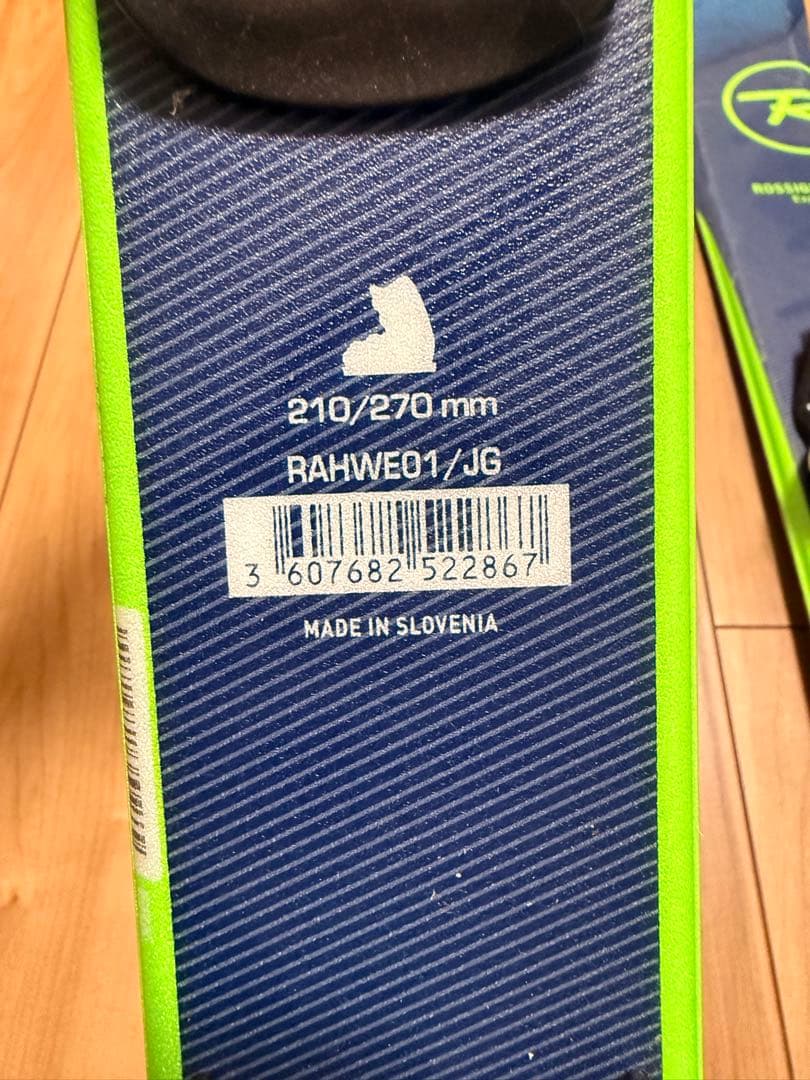 210/270 mm
RAHWE01/JG
3 607682 522867
MADE IN SLOVENIA